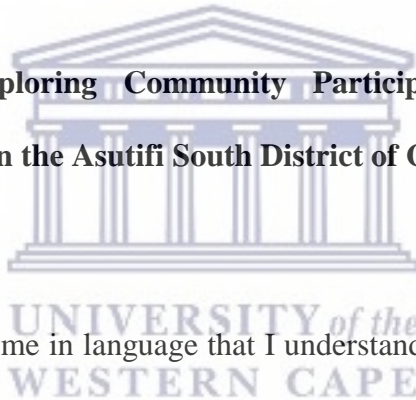 ploring Community Particip
n the Asutifi South District of
UNIVERSITY of the
me in language that I understand
WESTERN CAPE